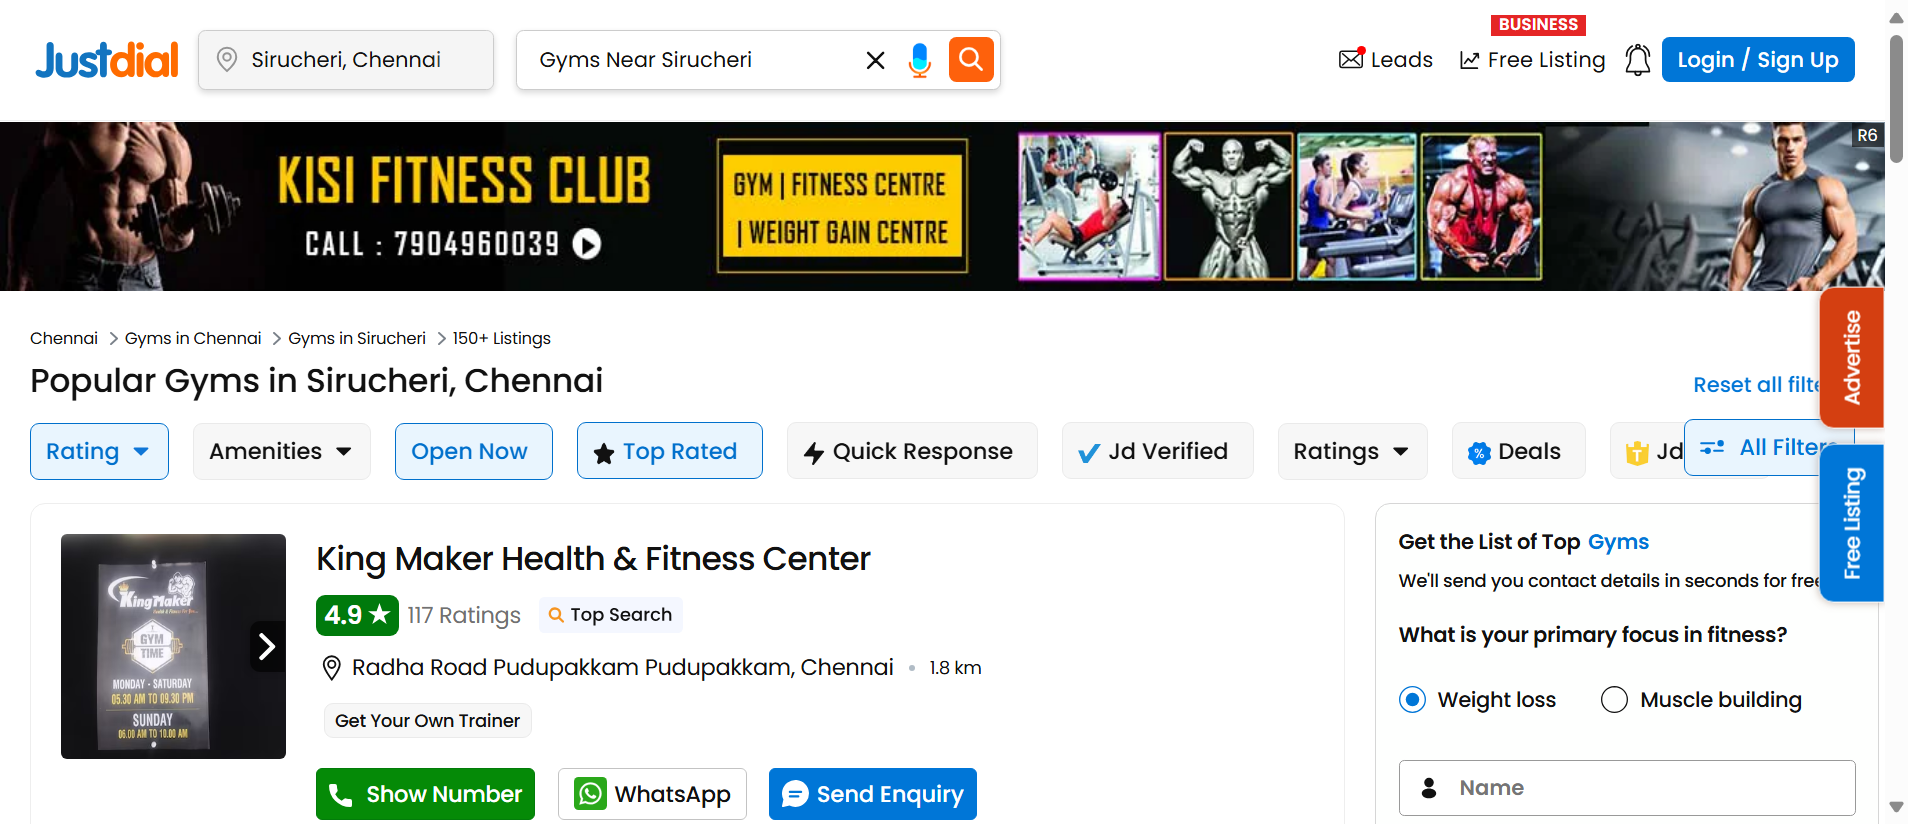 BUSINESS
Justdial
Sirucheri, Chennai
Gyms Near Sirucheri
Leads
Free Listing
Login / Sign Up
R6
KISI FITNESS CLUB
CALL : 7904960039
GYM | FITNESS CENTRE
| WEIGHT GAIN CENTRE
Advertise
Chennai
Gyms in Chennai
Gyms in Sirucheri
150+ Listings
Popular Gyms in Sirucheri, Chennai
Reset all filte
Rating
Amenities
Open Now
Top Rated
Quick Response
Jd Verified
Ratings
Deals
Jd
All Filters
Free Listing
King Maker
GYM
TIME
MONDAY - SATURDAY
05.30 AM TO 09.30 PM
SUNDAY
06.00 AM TO 10.00 AM
King Maker Health & Fitness Center
4.9 ★ 117 Ratings
Top Search
Radha Road Pudupakkam Pudupakkam, Chennai • 1.8 km
Get Your Own Trainer
Show Number
WhatsApp
Send Enquiry
Get the List of Top Gyms
We'll send you contact details in seconds for free
What is your primary focus in fitness?
Weight loss
Muscle building
Name